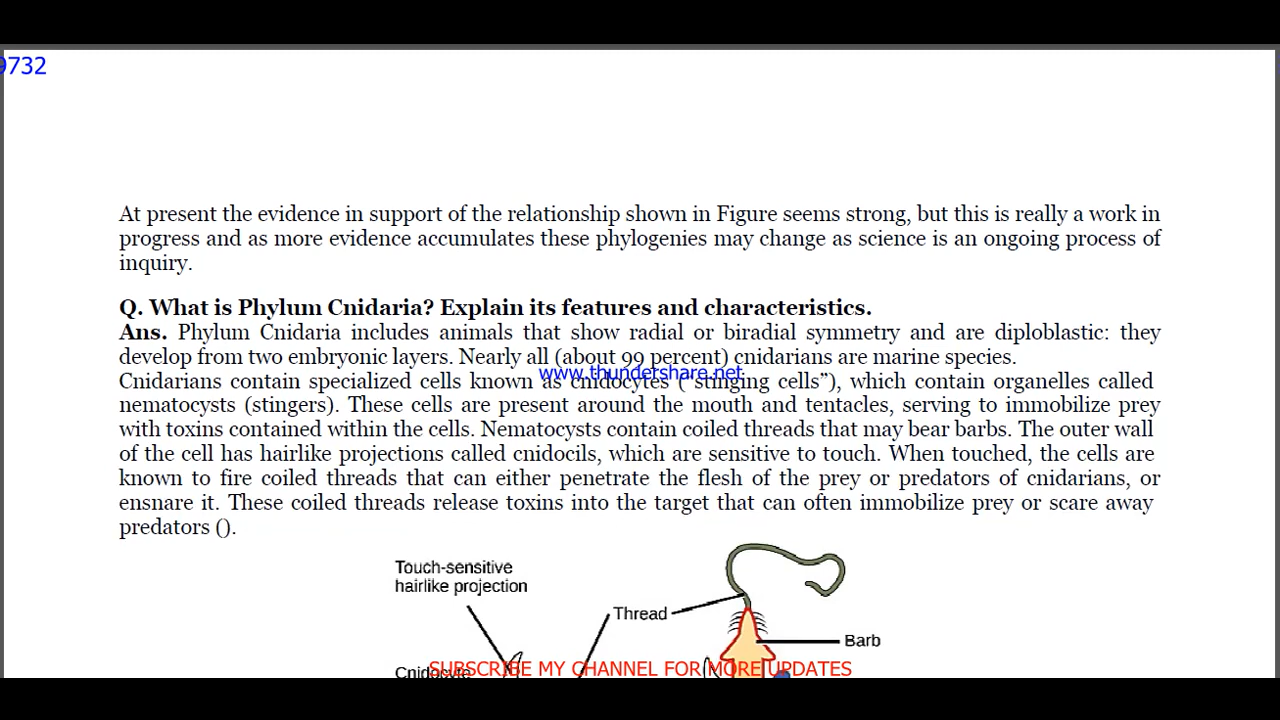 9732
At present the evidence in support of the relationship shown in Figure seems strong, but this is really a work in
progress and as more evidence accumulates these phylogenies may change as science is an ongoing process of
inquiry.
Q. What is Phylum Cnidaria? Explain its features and characteristics.
Ans. Phylum Cnidaria includes animals that show radial or biradial symmetry and are diploblastic: they
develop from two embryonic layers. Nearly all (about 99 percent) cnidarians are marine species.
www.thundershare.net
Cnidarians contain specialized cells known as cnidocytes (“stinging cells”), which contain organelles called
nematocysts (stingers). These cells are present around the mouth and tentacles, serving to immobilize prey
with toxins contained within the cells. Nematocysts contain coiled threads that may bear barbs. The outer wall
of the cell has hairlike projections called cnidocils, which are sensitive to touch. When touched, the cells are
known to fire coiled threads that can either penetrate the flesh of the prey or predators of cnidarians, or
ensnare it. These coiled threads release toxins into the target that can often immobilize prey or scare away
predators ().
Touch-sensitive
hairlike projection
Thread
Barb
Cnidocyte
SUBSCRIBE MY CHANNEL FOR MORE UPDATES